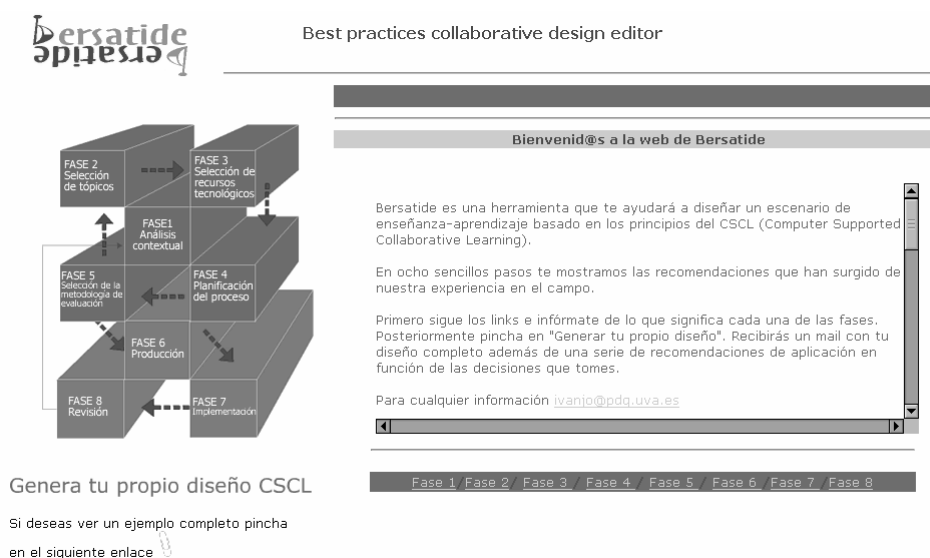 Bersatide
Bersatide
Best practices collaborative design editor
Bienvenid@s a la web de Bersatide
FASE 2
Selección
de tópicos
FASE 3
Selección de
recursos
tecnológicos
FASE1
Análisis
contextual
FASE 5
Selección de la
metodología de
evaluación
FASE 4
Planificación
del proceso
FASE 6
Producción
FASE 8
Revisión
FASE 7
Implementación
Bersatide es una herramienta que te ayudará a diseñar un escenario de
enseñanza-aprendizaje basado en los principios del CSCL (Computer Supported
Collaborative Learning).
En ocho sencillos pasos te mostramos las recomendaciones que han surgido de
nuestra experiencia en el campo.
Primero sigue los links e infórmate de lo que significa cada una de las fases.
Posteriormente pincha en "Generar tu propio diseño". Recibirás un mail con tu
diseño completo además de una serie de recomendaciones de aplicación en
función de las decisiones que tomes.
Para cualquier información ivanjo@pdg.uva.es
Fase 1 / Fase 2 / Fase 3 / Fase 4 / Fase 5 / Fase 6 / Fase 7 / Fase 8
Genera tu propio diseño CSCL
Si deseas ver un ejemplo completo pincha
en el siguiente enlace